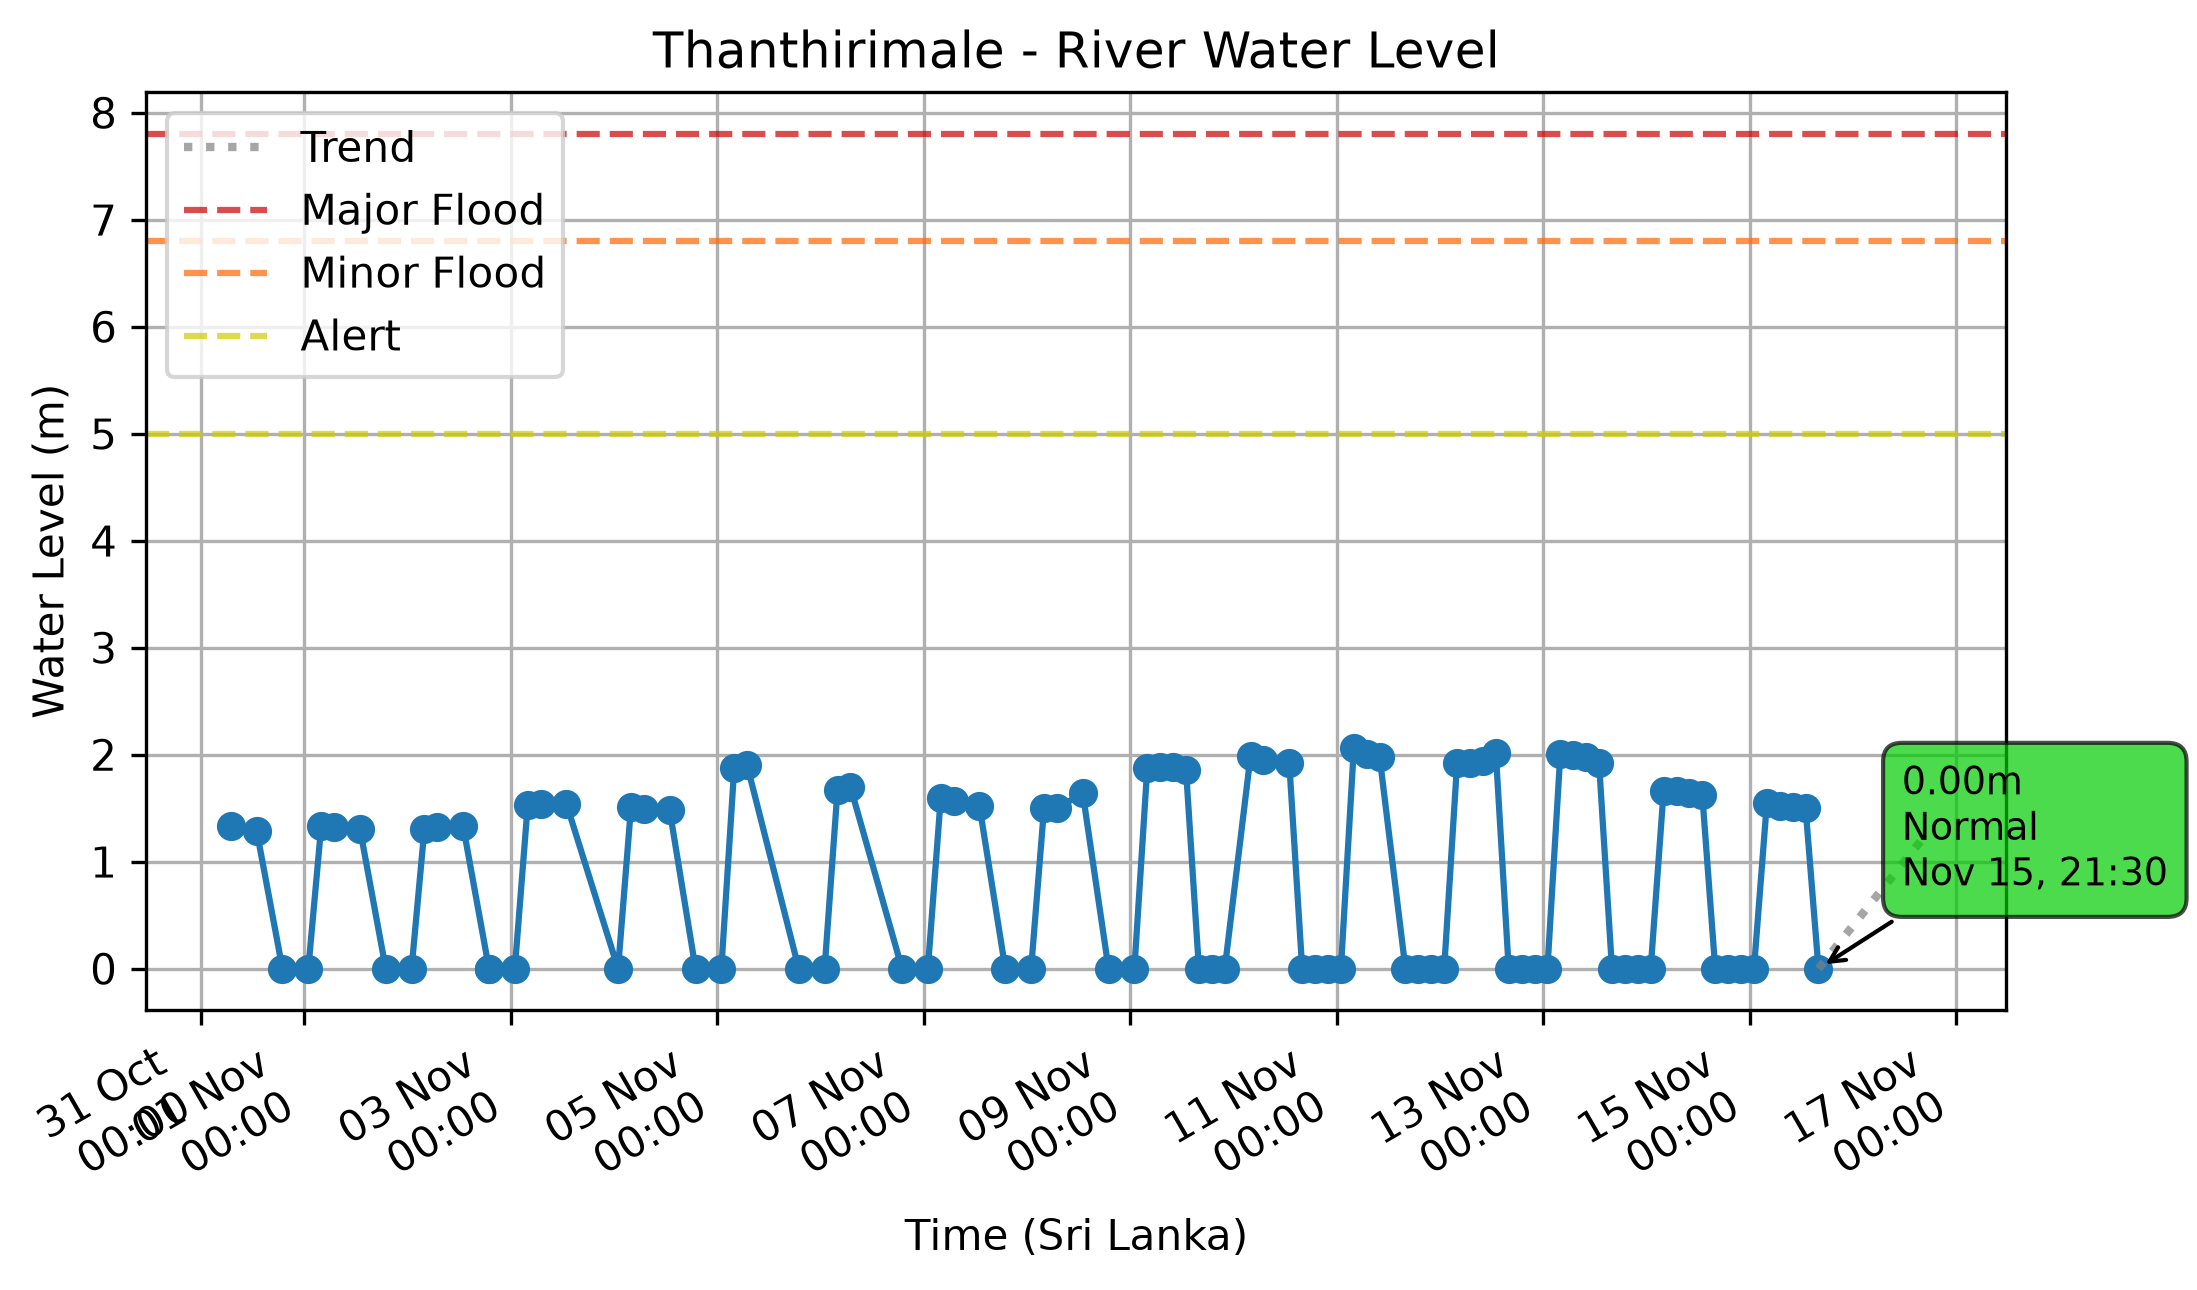 Thanthirimale - River Water Level
Trend
Major Flood
Minor Flood
Alert
Water Level (m)
8
7
6
5
4
3
2
1
0
0.00m
Normal
Nov 15, 21:30
31 Oct
00:00
01 Nov
00:00
03 Nov
00:00
05 Nov
00:00
07 Nov
00:00
09 Nov
00:00
11 Nov
00:00
13 Nov
00:00
15 Nov
00:00
17 Nov
00:00
Time (Sri Lanka)